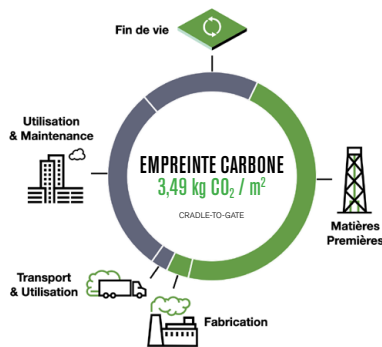 Fin de vie
Utilisation
& Maintenance
EMPREINTE CARBONE
3,49 kg CO₂ / m²
CRADLE-TO-GATE
Matières
Premières
Transport
& Utilisation
Fabrication